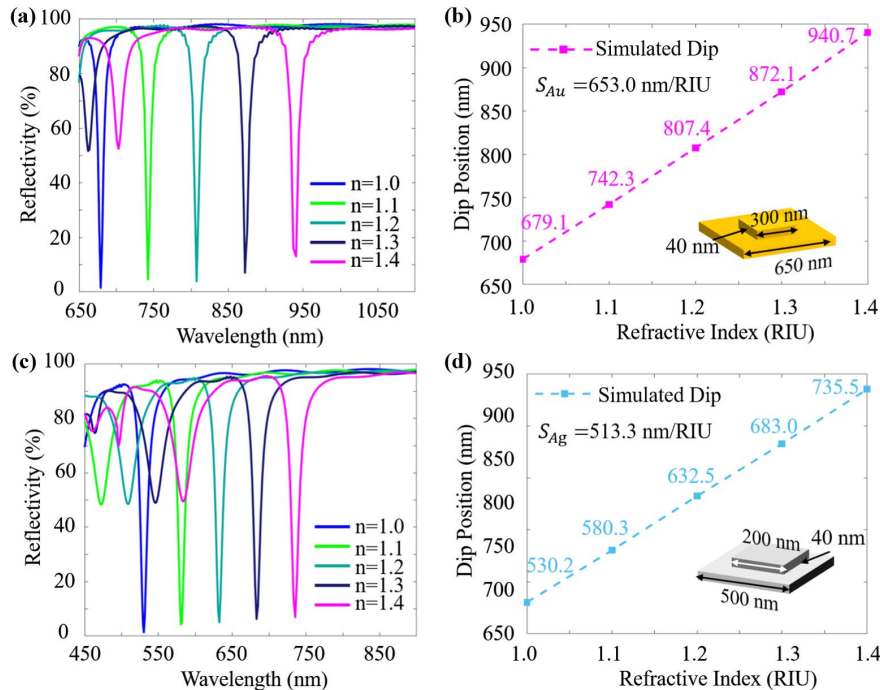 (a)
100
80
60
40
20
0
Reflectivity (%)
n=1.0
n=1.1
n=1.2
n=1.3
n=1.4
650 750 850 950 1050
Wavelength (nm)
(b)
950
900
850
800
750
700
650
Dip Position (nm)
Simulated Dip
S_Au =653.0 nm/RIU
940.7
872.1
807.4
742.3
679.1
300 nm
40 nm
650 nm
1.0 1.1 1.2 1.3 1.4
Refractive Index (RIU)
(c)
100
80
60
40
20
0
Reflectivity (%)
n=1.0
n=1.1
n=1.2
n=1.3
n=1.4
450 550 650 750 850
Wavelength (nm)
(d)
950
900
850
800
750
700
650
Dip Position (nm)
Simulated Dip
S_Ag =513.3 nm/RIU
735.5
683.0
632.5
580.3
530.2
200 nm
40 nm
500 nm
1.0 1.1 1.2 1.3 1.4
Refractive Index (RIU)